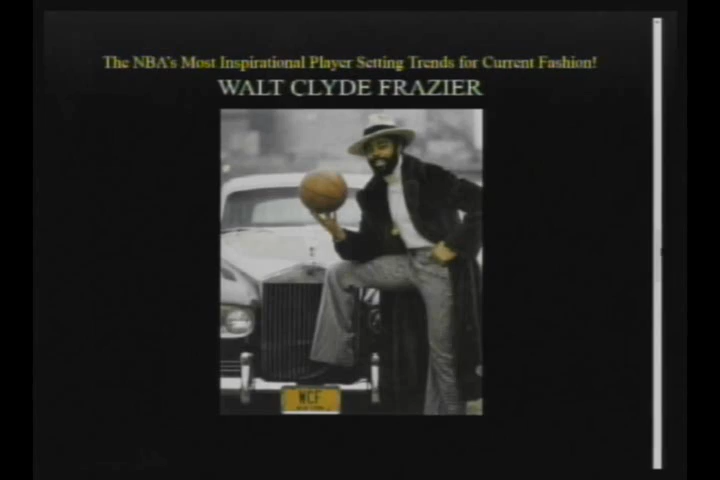 The NBA's Most Inspirational Player Setting Trends for Current Fashion!
WALT CLYDE FRAZIER
WCF